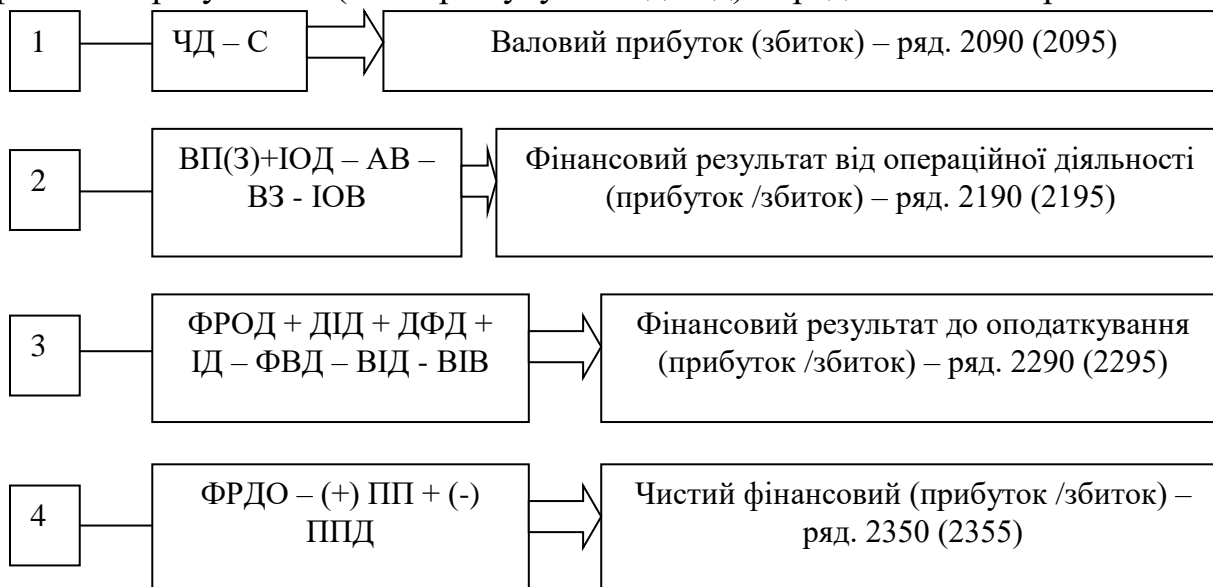 1
ЧД – С
Валовий прибуток (збиток) – ряд. 2090 (2095)
2
ВП(З)+ІОД – АВ –
ВЗ - ІОВ
Фінансовий результат від операційної діяльності
(прибуток /збиток) – ряд. 2190 (2195)
3
ФРОД + ДІД + ДФД +
ІД – ФВД – ВІД - ВІВ
Фінансовий результат до оподаткування
(прибуток /збиток) – ряд. 2290 (2295)
4
ФРДО – (+) ПП + (-)
ППД
Чистий фінансовий (прибуток /збиток) –
ряд. 2350 (2355)